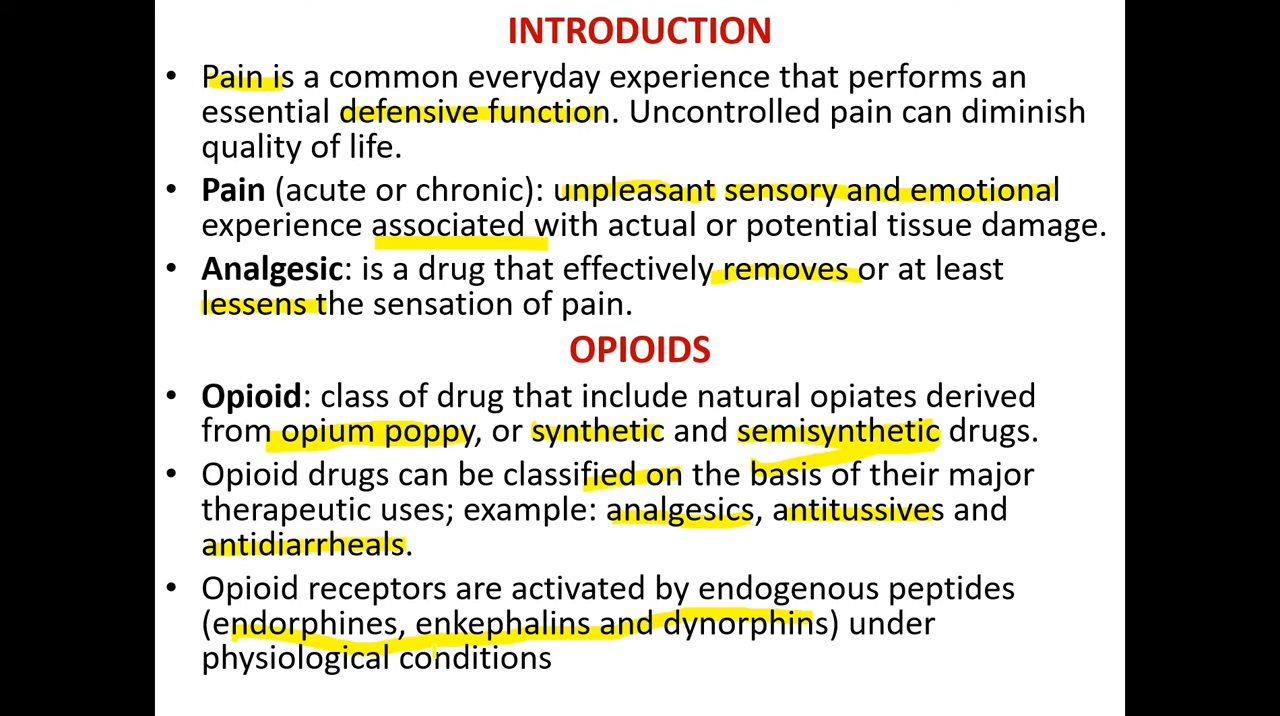 INTRODUCTION
• Pain is a common everyday experience that performs an
essential defensive function. Uncontrolled pain can diminish
quality of life.
• Pain (acute or chronic): unpleasant sensory and emotional
experience associated with actual or potential tissue damage.
• Analgesic: is a drug that effectively removes or at least
lessens the sensation of pain.
OPIOIDS
• Opioid: class of drug that include natural opiates derived
from opium poppy, or synthetic and semisynthetic drugs.
• Opioid drugs can be classified on the basis of their major
therapeutic uses; example: analgesics, antitussives and
antidiarrheals.
• Opioid receptors are activated by endogenous peptides
(endorphines, enkephalins and dynorphins) under
physiological conditions